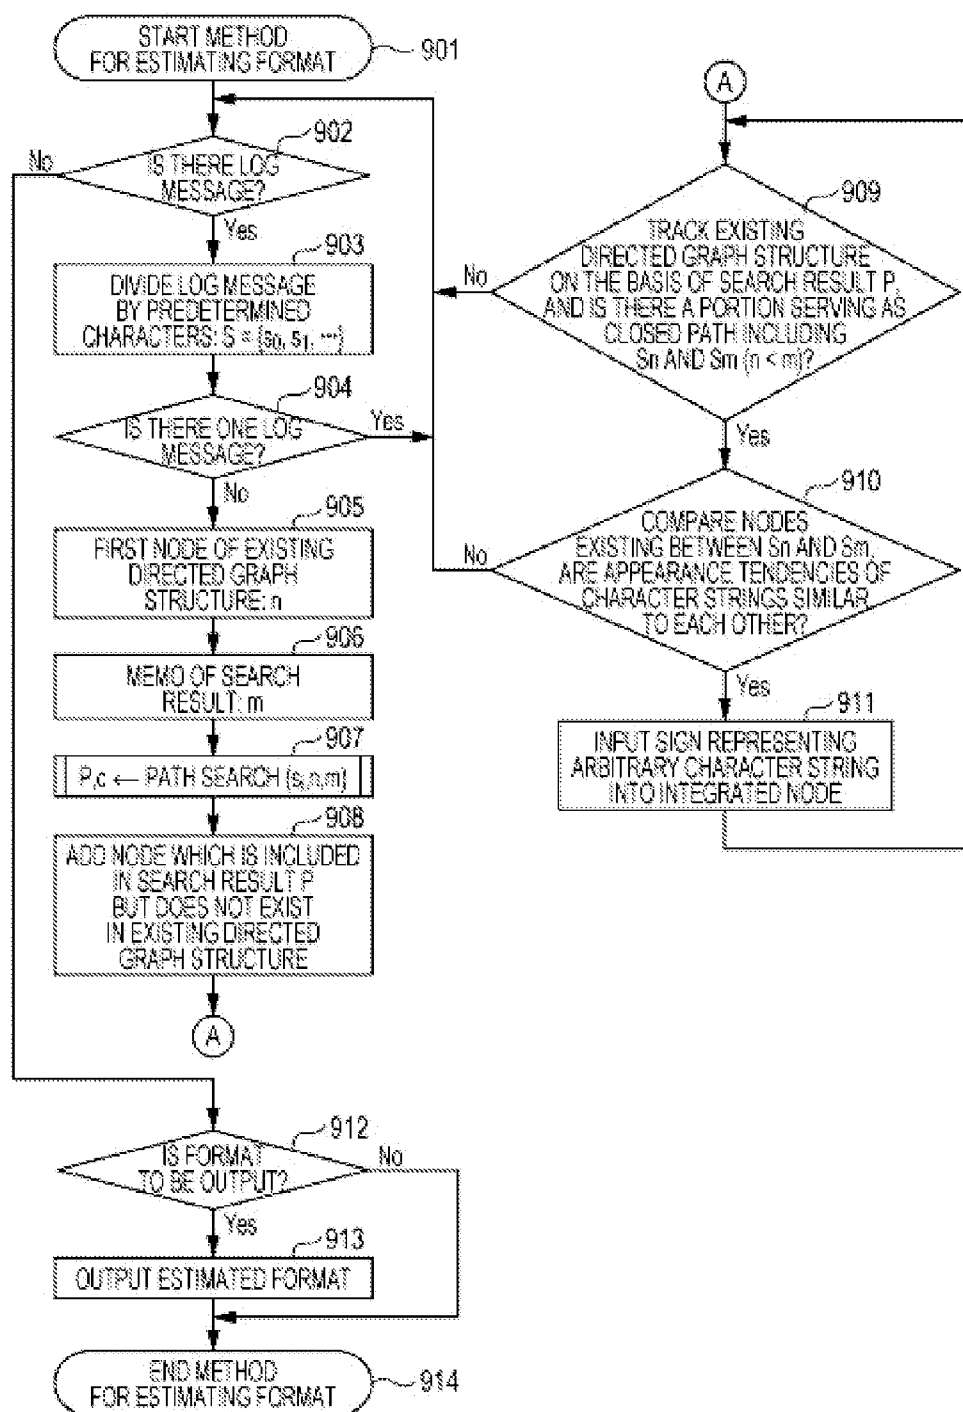 START METHOD
FOR ESTIMATING FORMAT
901
902
No
IS THERE LOG
MESSAGE?
Yes
903
DIVIDE LOG MESSAGE
BY PREDETERMINED
CHARACTERS: S = {s0, s1, ...}
904
IS THERE ONE LOG
MESSAGE?
Yes
No
905
FIRST NODE OF EXISTING
DIRECTED GRAPH
STRUCTURE: n
906
MEMO OF SEARCH
RESULT: m
907
P,c ← PATH SEARCH (s,n,m)
908
ADD NODE WHICH IS INCLUDED
IN SEARCH RESULT P
BUT DOES NOT EXIST
IN EXISTING DIRECTED
GRAPH STRUCTURE
A
912
IS FORMAT
TO BE OUTPUT?
No
Yes
913
OUTPUT ESTIMATED FORMAT
END METHOD
FOR ESTIMATING FORMAT
914
A
909
TRACK EXISTING
DIRECTED GRAPH STRUCTURE
ON THE BASIS OF SEARCH RESULT P,
AND IS THERE A PORTION SERVING AS
CLOSED PATH INCLUDING
Sn AND Sm (n < m)?
No
Yes
910
COMPARE NODES
EXISTING BETWEEN Sn AND Sm,
ARE APPEARANCE TENDENCIES OF
CHARACTER STRINGS SIMILAR
TO EACH OTHER?
No
Yes
911
INPUT SIGN REPRESENTING
ARBITRARY CHARACTER STRING
INTO INTEGRATED NODE